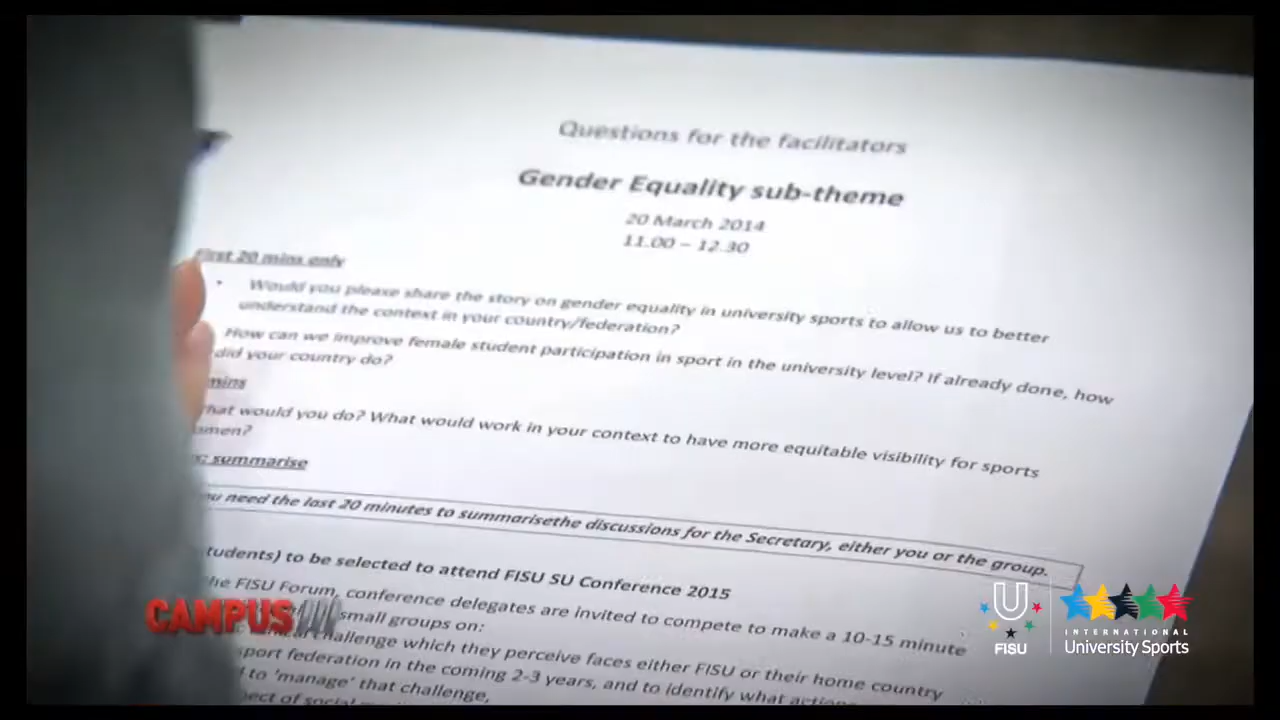 Questions for the facilitators
Gender Equality sub-theme
20 March 2014
11.00 – 12.30
First 20 mins only
Would you please share the story on gender equality in university sports to allow us to better
understand the context in your country/federation?
How can we improve female student participation in sport in the university level? If already done, how
did your country do?
mins
What would you do? What would work in your context to have more equitable visibility for sports
summarise
need the last 20 minutes to summarisethe discussions for the Secretary, either you or the group.
to be selected to attend FISU SU Conference 2015
FISU Forum, conference delegates are invited to compete to make a 10-15 minute
small groups on:
challenge which they perceive faces either FISU or their home country
federation in the coming 2-3 years, and to identify what
to 'manage' that challenge,
of social
CAMPUS
FISU
INTERNATIONAL
University Sports